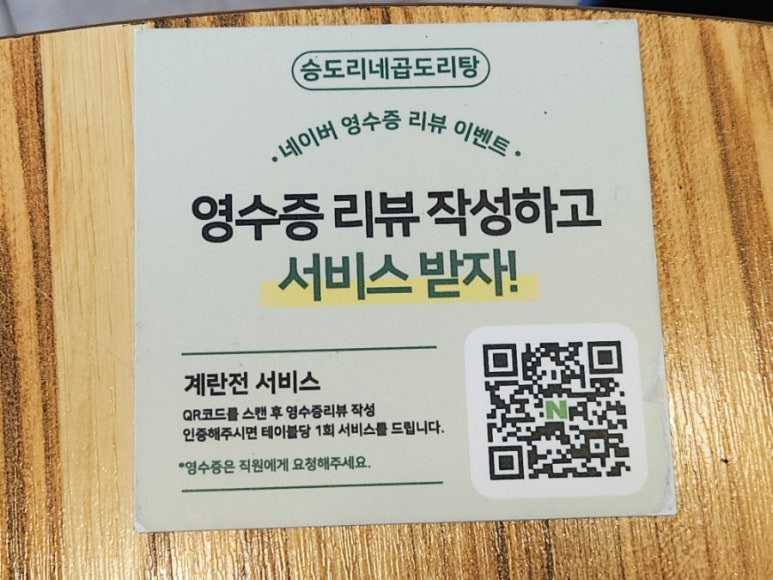 승도리네곱도리탕
• 네이버 영수증 리뷰 이벤트 •
영수증 리뷰 작성하고
서비스 받자!
계란전 서비스
QR코드를 스캔 후 영수증리뷰 작성
인증해주시면 테이블당 1회 서비스를 드립니다.
*영수증은 직원에게 요청해주세요.
N